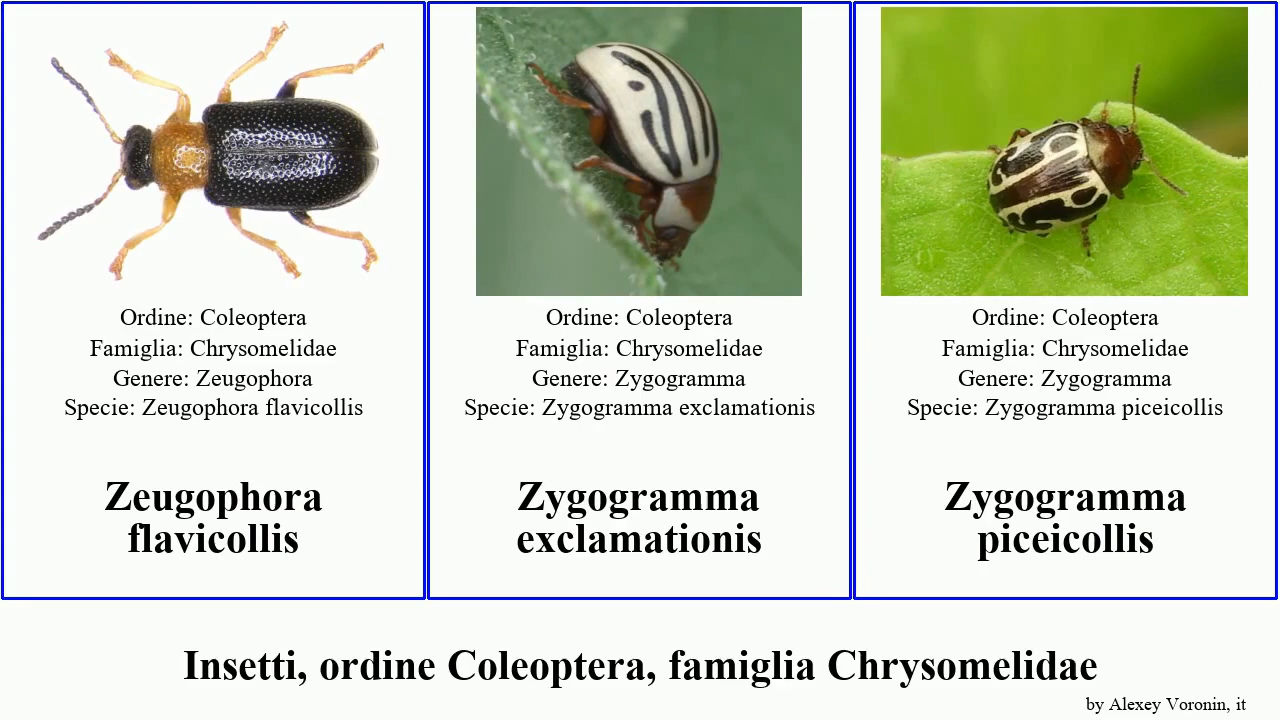 Ordine: Coleoptera
Famiglia: Chrysomelidae
Genere: Zeugophora
Specie: Zeugophora flavicollis
Zeugophora
flavicollis
Ordine: Coleoptera
Famiglia: Chrysomelidae
Genere: Zygogramma
Specie: Zygogramma exclamationis
Zygogramma
exclamationis
Ordine: Coleoptera
Famiglia: Chrysomelidae
Genere: Zygogramma
Specie: Zygogramma piceicollis
Zygogramma
piceicollis
Insetti, ordine Coleoptera, famiglia Chrysomelidae
by Alexey Voronin, it